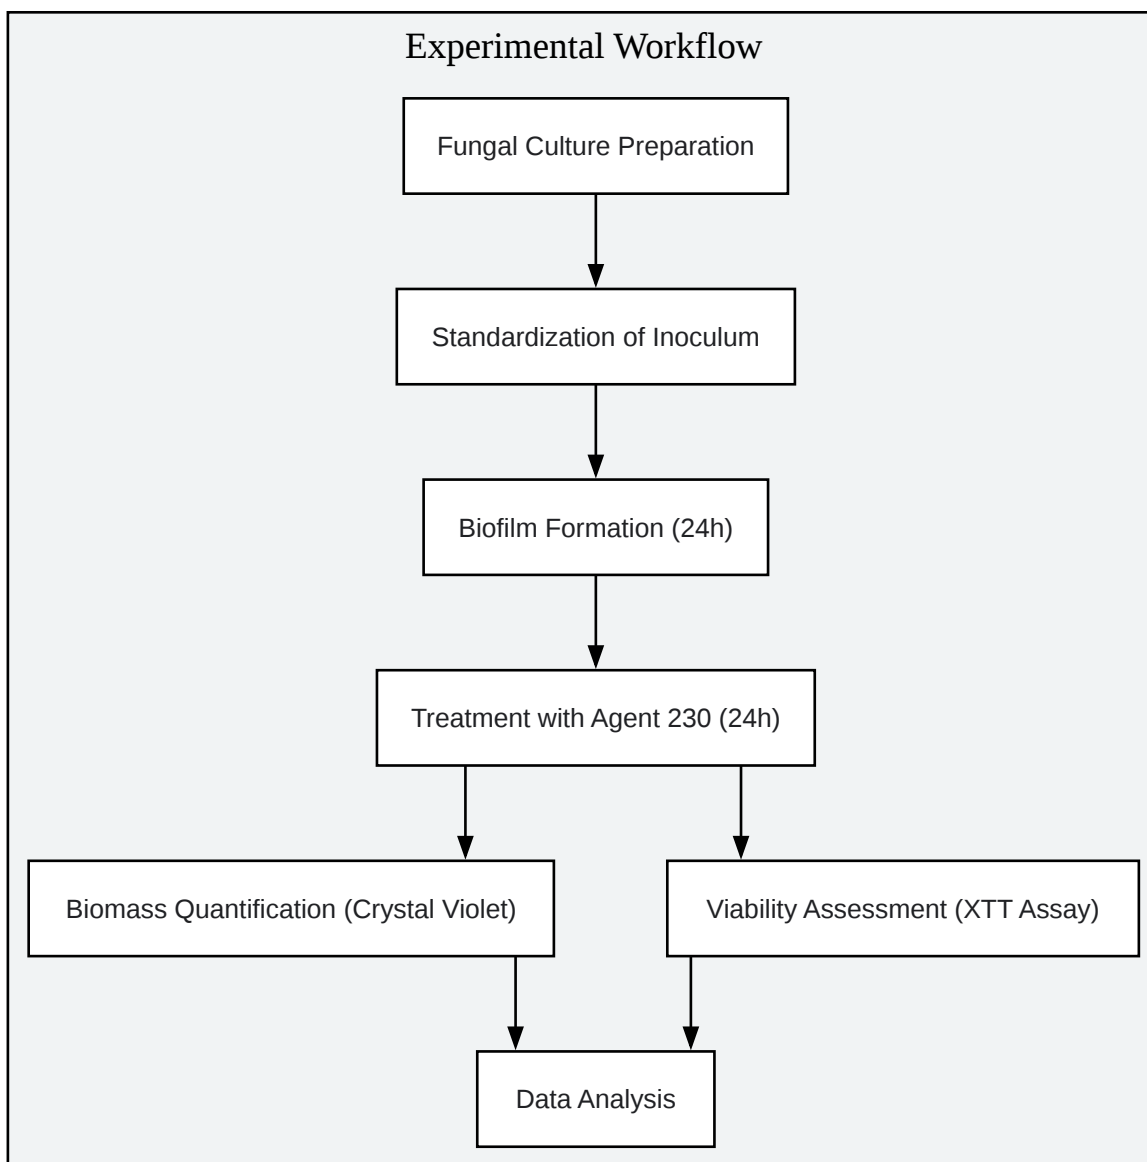 Experimental Workflow
Fungal Culture Preparation
Standardization of Inoculum
Biofilm Formation (24h)
Treatment with Agent 230 (24h)
Biomass Quantification (Crystal Violet)
Viability Assessment (XTT Assay)
Data Analysis